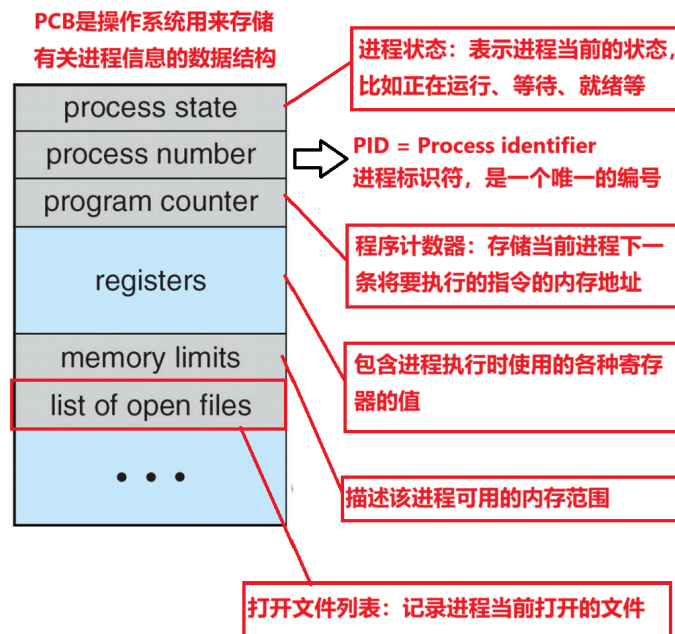 PCB是操作系统用来存储
有关进程信息的数据结构
process state
process number
program counter
registers
memory limits
list of open files
• • •
进程状态：表示进程当前的状态，
比如正在运行、等待、就绪等
PID = Process identifier
进程标识符，是一个唯一的编号
程序计数器：存储当前进程下一
条将要执行的指令的内存地址
包含进程执行时使用的各种寄存
器的值
描述该进程可用的内存范围
打开文件列表：记录进程当前打开的文件